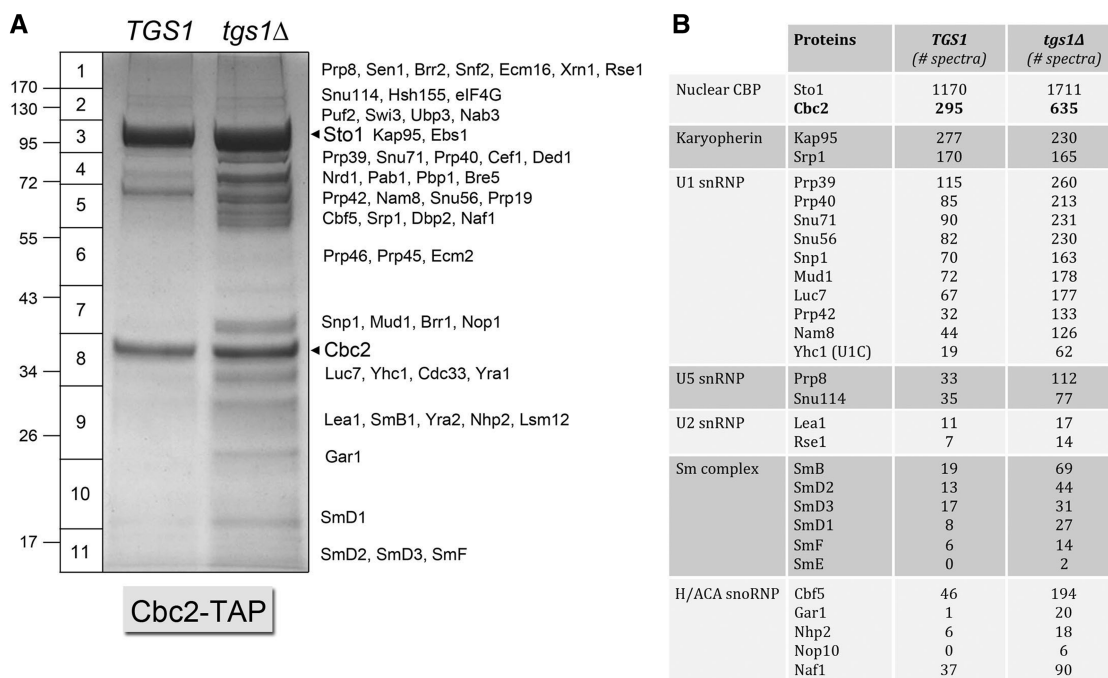 A
TGS1 tgs1Δ
170
130
95
72
55
43
34
26
17
1
2
3
4
5
6
7
8
9
10
11
Prp8, Sen1, Brr2, Snf2, Ecm16, Xrn1, Rse1
Snu114, Hsh155, eIF4G
Puf2, Swi3, Ubp3, Nab3
Sto1 Kap95, Ebs1
Prp39, Snu71, Prp40, Cef1, Ded1
Nrd1, Pab1, Pbp1, Bre5
Prp42, Nam8, Snu56, Prp19
Cbf5, Srp1, Dbp2, Naf1
Prp46, Prp45, Ecm2
Snp1, Mud1, Brr1, Nop1
Cbc2
Luc7, Yhc1, Cdc33, Yra1
Lea1, SmB1, Yra2, Nhp2, Lsm12
Gar1
SmD1
SmD2, SmD3, SmF
Cbc2-TAP
B
Proteins TGS1 tgs1Δ
(# spectra) (# spectra)
Nuclear CBP Sto1 1170 1711
Cbc2 295 635
Karyopherin Kap95 277 230
Srp1 170 165
U1 snRNP Prp39 115 260
Prp40 85 213
Snu71 90 231
Snu56 82 230
Snp1 70 163
Mud1 72 178
Luc7 67 177
Prp42 32 133
Nam8 44 126
Yhc1 (U1C) 19 62
U5 snRNP Prp8 33 112
Snu114 35 77
U2 snRNP Lea1 11 17
Rse1 7 14
Sm complex SmB 19 69
SmD2 13 44
SmD3 17 31
SmD1 8 27
SmF 6 14
SmE 0 2
H/ACA snoRNP Cbf5 46 194
Gar1 1 20
Nhp2 6 18
Nop10 0 6
Naf1 37 90